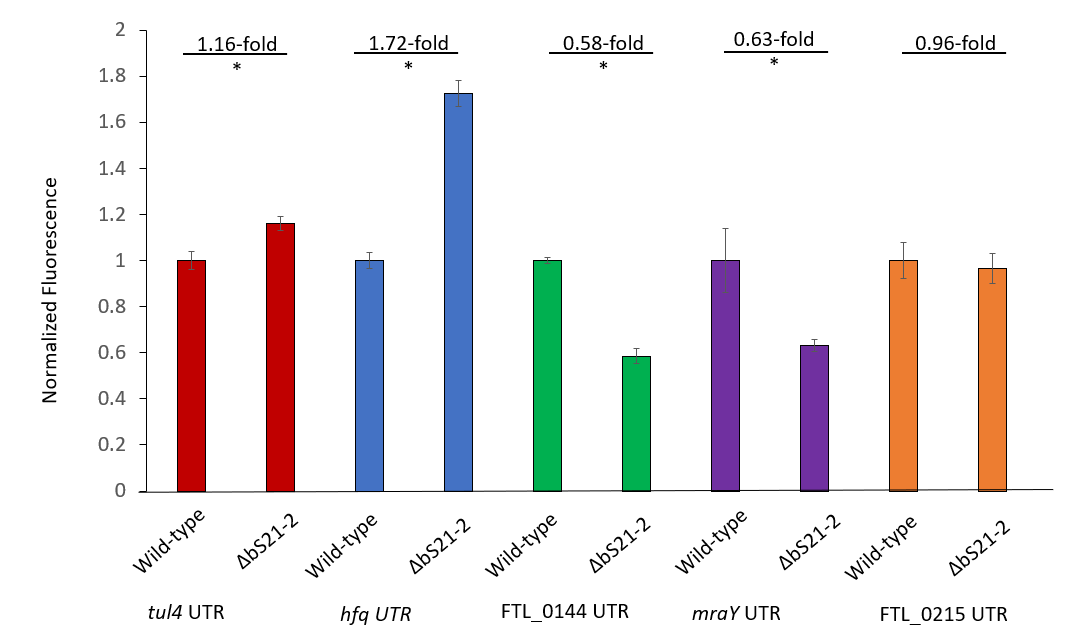 2
1.16-fold 1.72-fold 0.58-fold 0.63-fold 0.96-fold
* * * *
1.8
1.6
1.4
1.2
1
0.8
0.6
0.4
0.2
0
Normalized Fluorescence
Wild-type ΔbS21-2 Wild-type ΔbS21-2 Wild-type ΔbS21-2 Wild-type ΔbS21-2 Wild-type ΔbS21-2
tul4 UTR hfq UTR FTL_0144 UTR mraY UTR FTL_0215 UTR